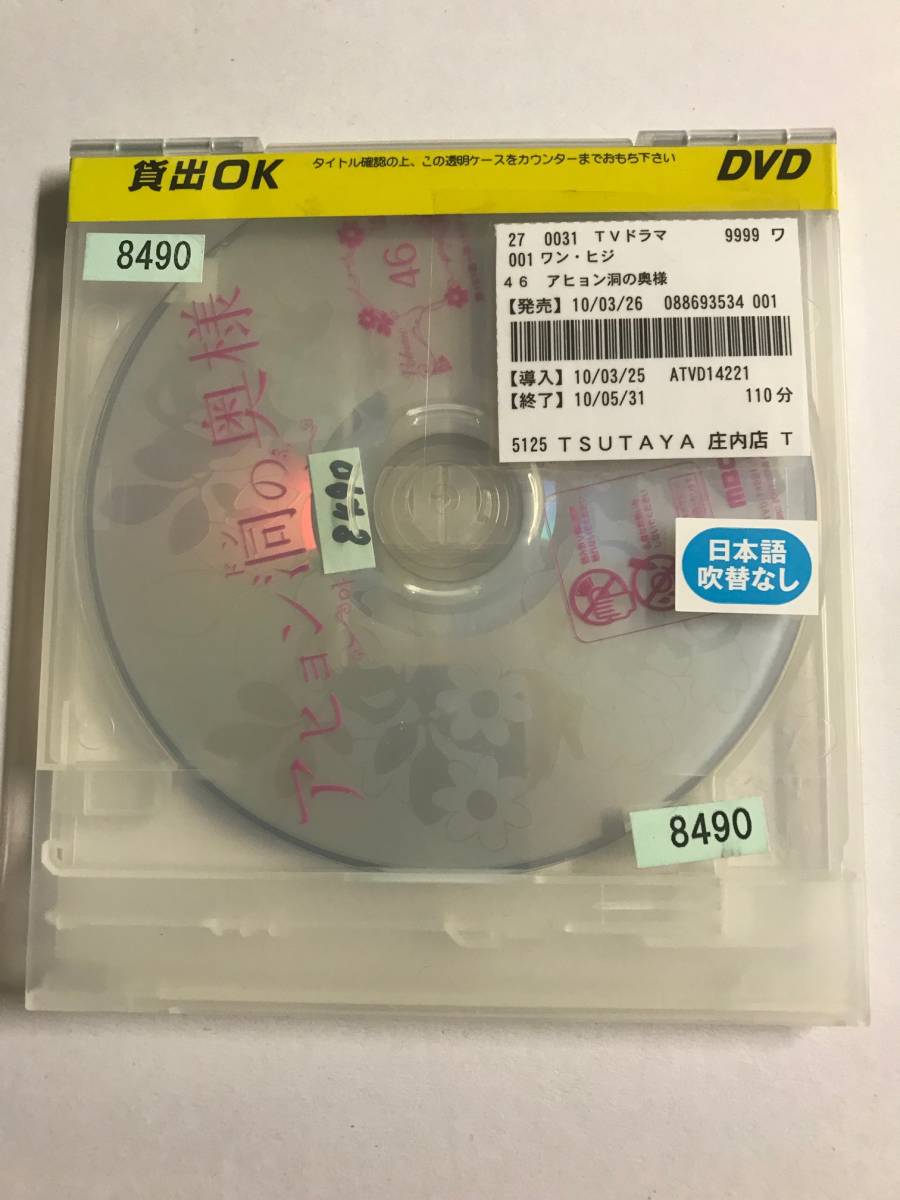 貸出OK
タイトル確認の上、この透明ケースをカウンターまでおもち下さい
DVD
8490
27 0031 TVドラマ 9999 ワ
001 ワン・ヒジ
46 アヒョン洞の奥様
【発売】10/03/26 088693534 001
【導入】10/03/25 ATVD14221
【終了】10/05/31 110分
5125 TSUTAYA 庄内店 T
46
アヒョン洞の奥様
ドン
8490
日本語
吹替なし
8490